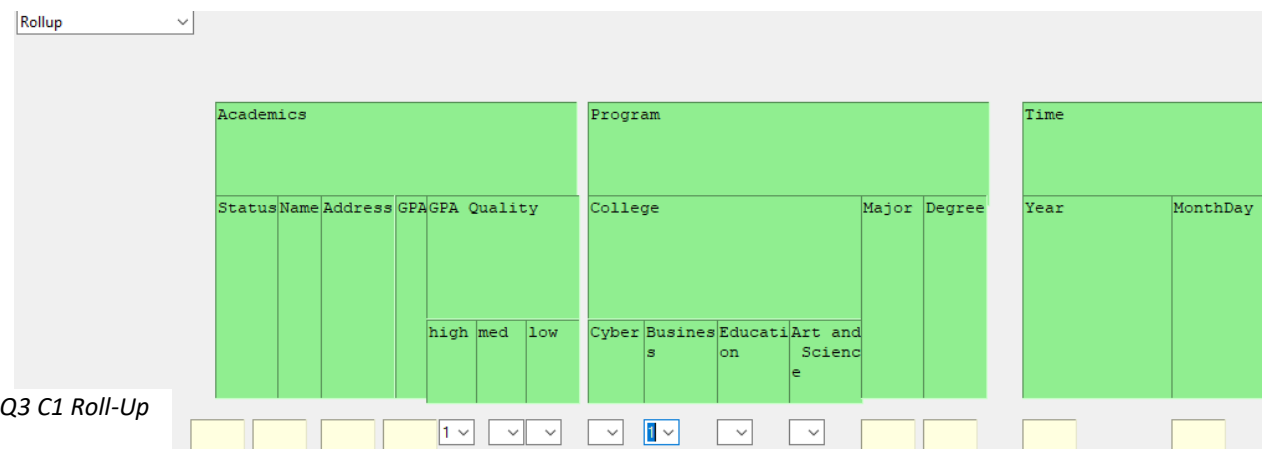 Rollup
Academics Program Time
Status Name Address GPA GPA Quality College Major Degree Year MonthDay
high med low Cyber Busines Educati Art and
s on Scienc
e
Q3 C1 Roll-Up
1 1